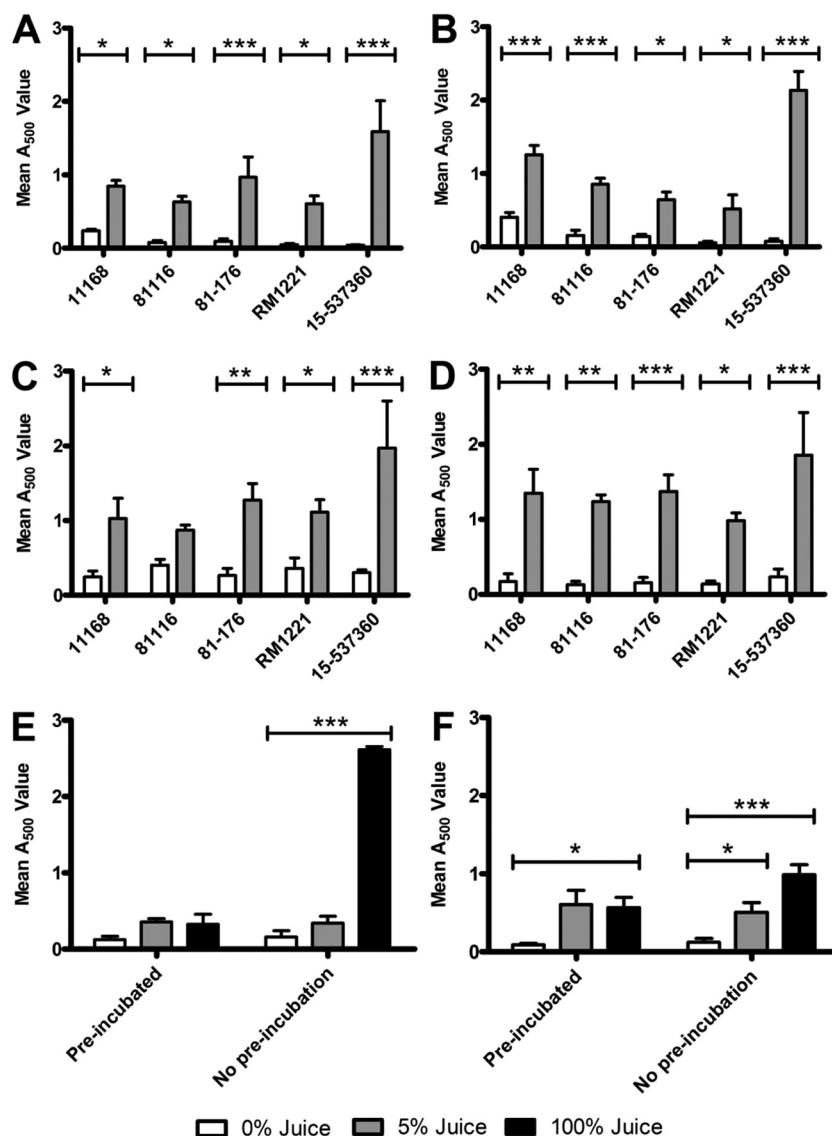 A
3
2
1
0
Mean A500 Value
* * *** * ***
11168 81116 81-176 RM1221 15-537360
B
3
2
1
0
Mean A500 Value
*** *** * * ***
11168 81116 81-176 RM1221 15-537360
C
3
2
1
0
Mean A500 Value
* ** * ***
11168 81116 81-176 RM1221 15-537360
D
3
2
1
0
Mean A500 Value
** ** *** * ***
11168 81116 81-176 RM1221 15-537360
E
3
2
1
0
Mean A500 Value
***
Pre-incubated No pre-incubation
F
3
2
1
0
Mean A500 Value
* * ***
Pre-incubated No pre-incubation
0% Juice 5% Juice 100% Juice